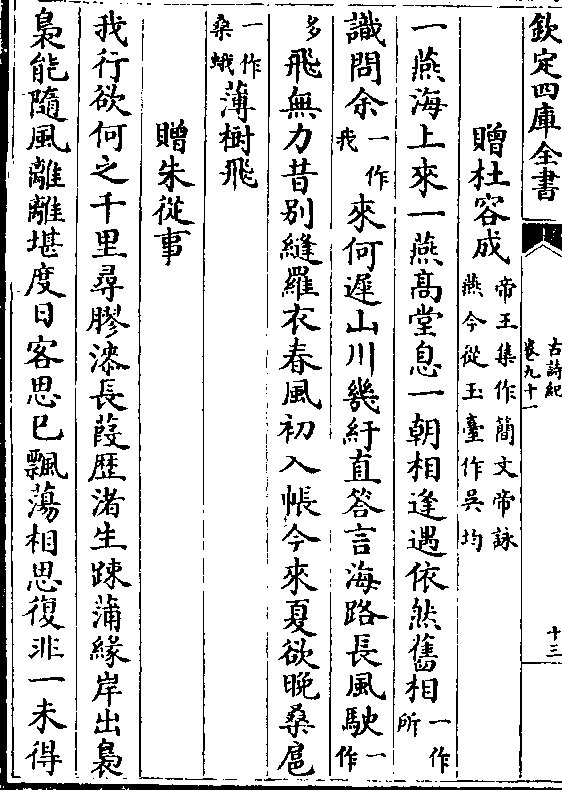 欽定四庫全書
古詩紀
卷九十一
十三
贈杜容成帝王集作簡文帝詠燕今從玉臺作吳均
一燕海上來一燕髙堂息一朝相逢遇依然舊相一作所
識問余一作我來何遲山川幾紆直答言海路長風駛一作
多飛無力昔别縫羅衣春風初入帳今來夏欲晚桑扈
一作桑蛾薄樹飛
贈朱從事
我行欲何之千里尋膠漆長葭歴渚生踈蒲緣岸出裊
裊能隨風離離堪度日客思已飄蕩相思復非一未得